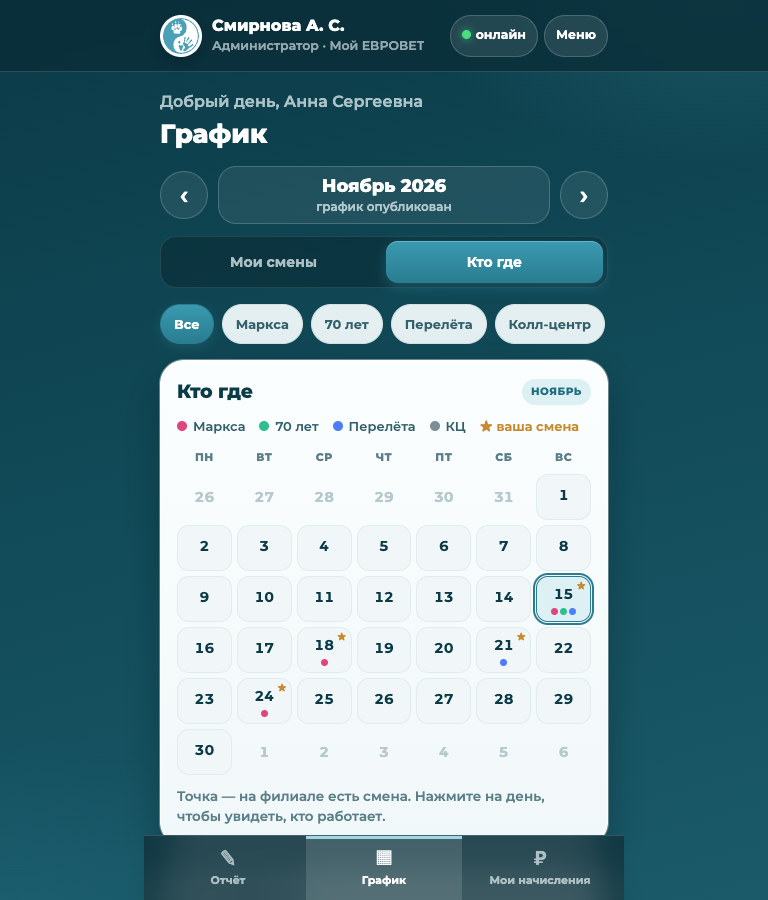 Смирнова А. С.
Администратор · Мой ЕВРОВЕТ
онлайн
Меню
Добрый день, Анна Сергеевна
График
‹
Ноябрь 2026
график опубликован
›
Мои смены
Кто где
Все
Маркса
70 лет
Перелёта
Колл-центр
Кто где
НОЯБРЬ
Маркса
70 лет
Перелёта
КЦ
★ ваша смена
ПН ВТ СР ЧТ ПТ СБ ВС
26 27 28 29 30 31 1
2 3 4 5 6 7 8
9 10 11 12 13 14 15
16 17 18 19 20 21 22
23 24 25 26 27 28 29
30 1 2 3 4 5 6
Точка — на филиале есть смена. Нажмите на день,
чтобы увидеть, кто работает.
Отчёт
График
₽
Мои начисления